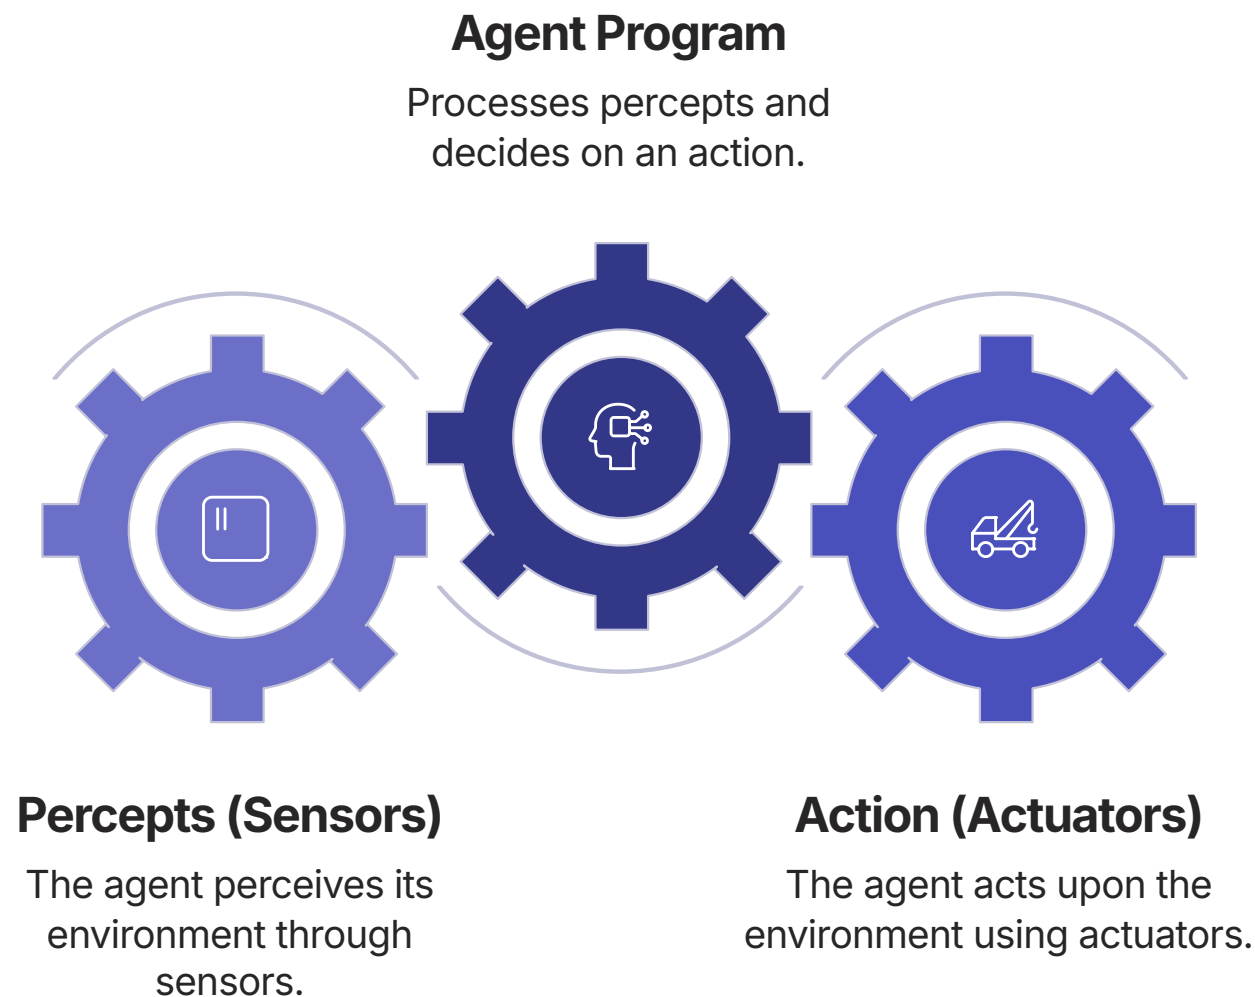 Agent Program
Processes percepts and
decides on an action.
Percepts (Sensors)
The agent perceives its
environment through
sensors.
Action (Actuators)
The agent acts upon the
environment using actuators.